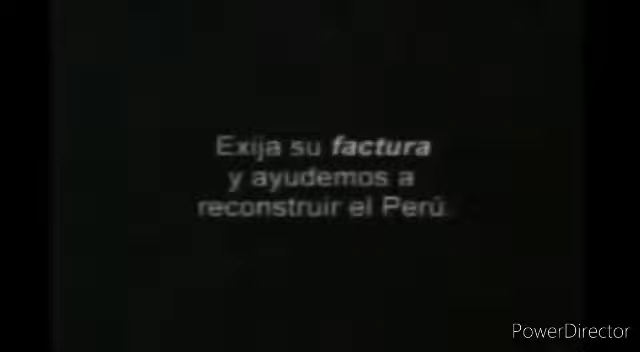 Exija su factura
y ayudemos a
reconstruir el Perú.
PowerDirector